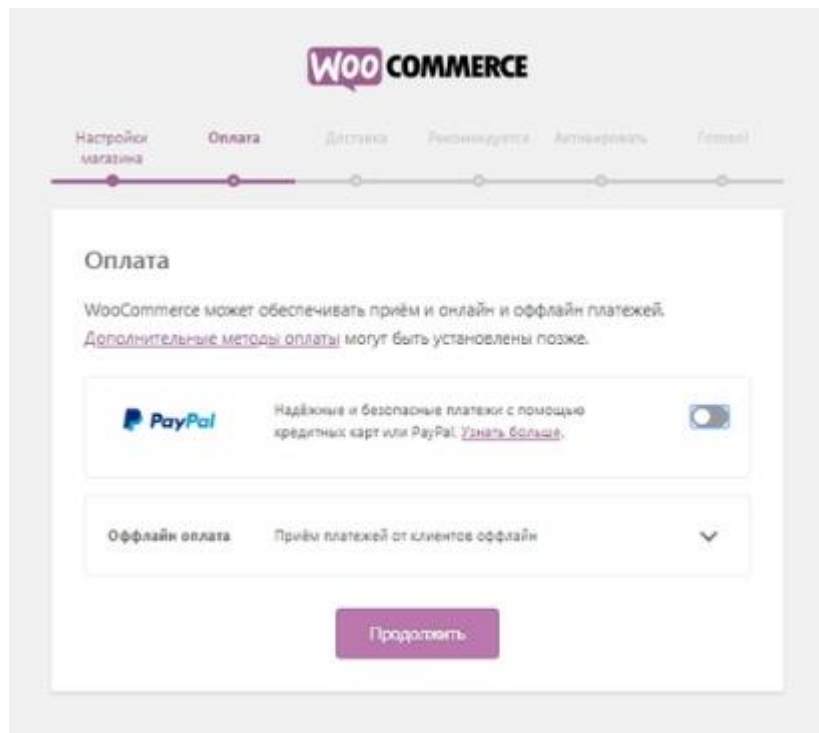 WOO COMMERCE
Настройки магазина
Оплата
Доставка
Рекомендуется
Активировать
Готово!
Оплата
WooCommerce может обеспечивать приём и онлайн и оффлайн платежей.
Дополнительные методы оплаты могут быть установлены позже.
PayPal
Надёжные и безопасные платежи с помощью
кредитных карт или PayPal. Узнать больше.
Оффлайн оплата
Приём платежей от клиентов оффлайн
Продолжить